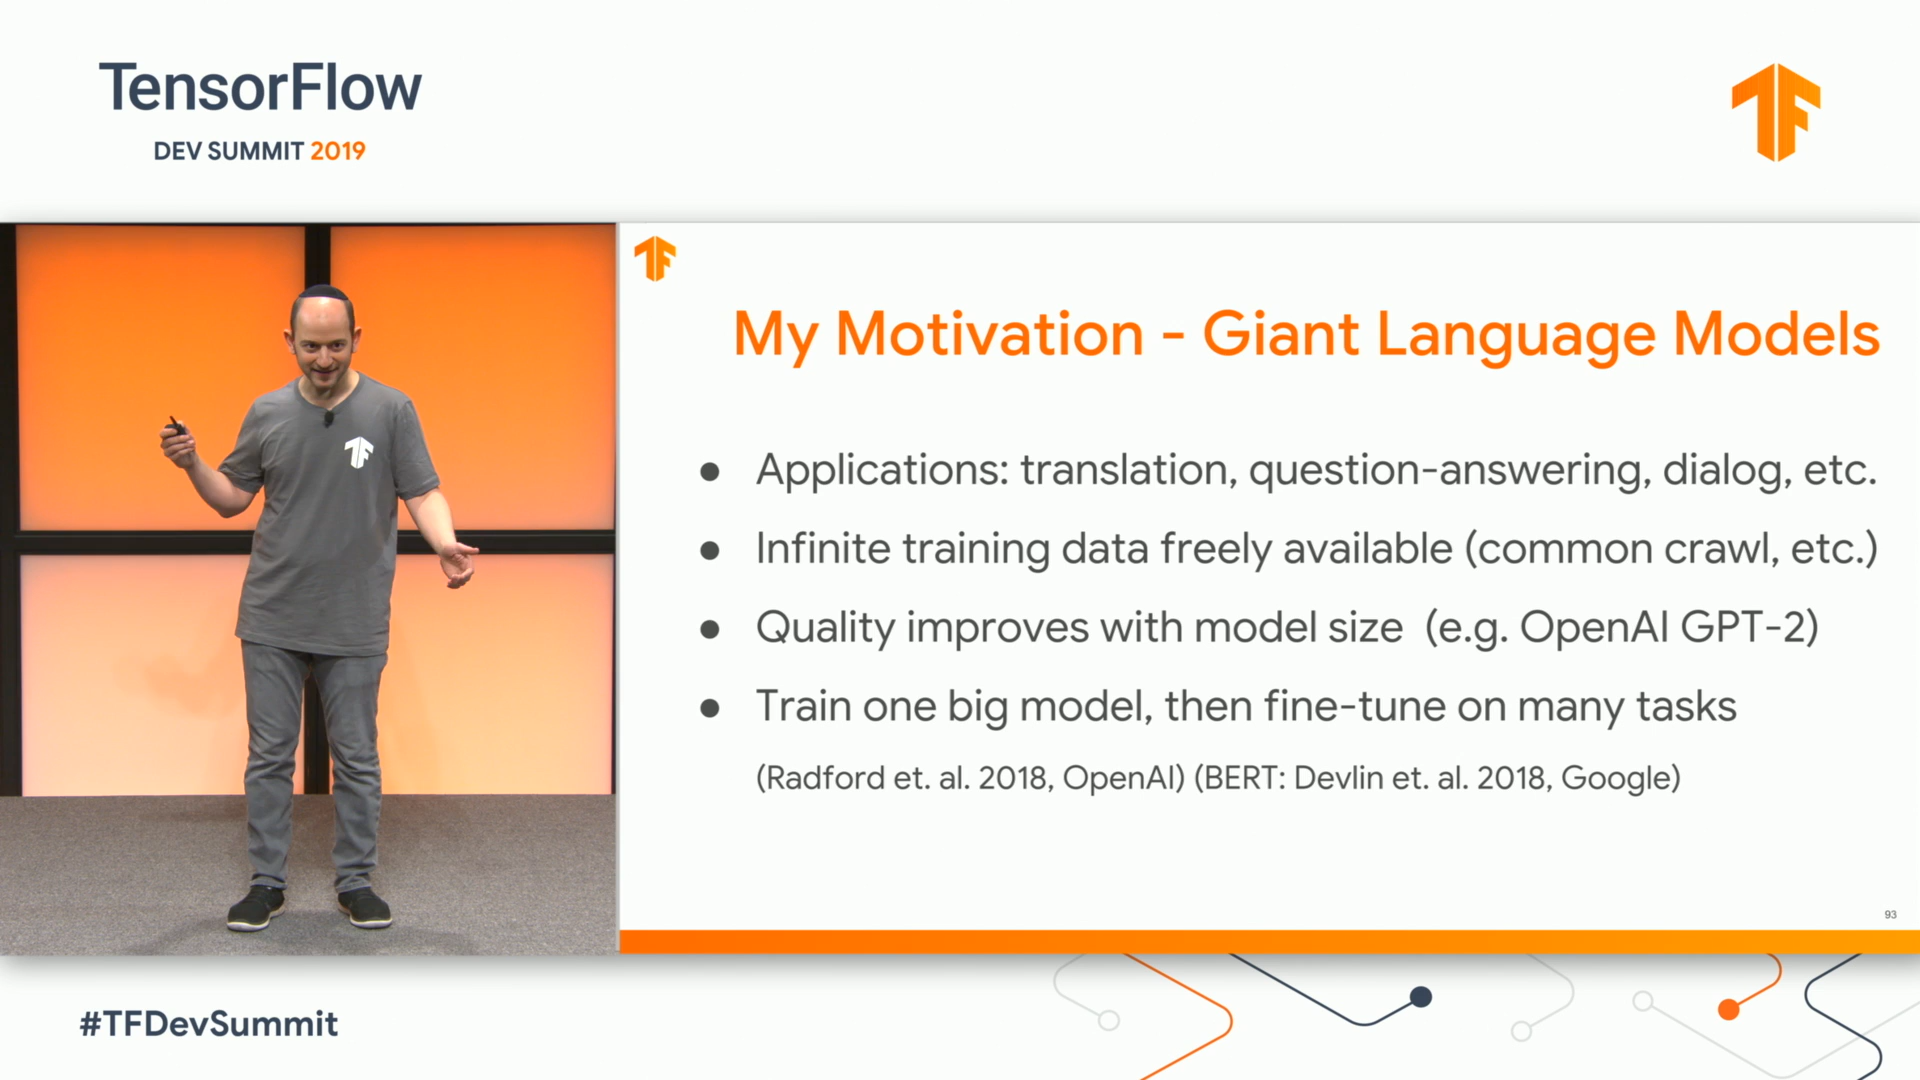 TensorFlow
DEV SUMMIT 2019
My Motivation - Giant Language Models
● Applications: translation, question-answering, dialog, etc.
● Infinite training data freely available (common crawl, etc.)
● Quality improves with model size (e.g. OpenAI GPT-2)
● Train one big model, then fine-tune on many tasks
(Radford et. al. 2018, OpenAI) (BERT: Devlin et. al. 2018, Google)
93
#TFDevSummit